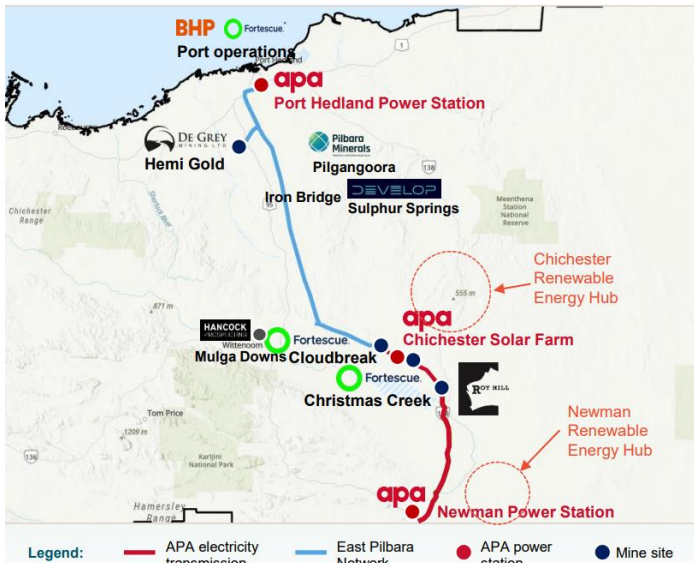 BHP
Fortescue
Port operations
Port Hedland
1
apa
Port Hedland Power Station
DE GREY
MINING LTD
Hemi Gold
Pilbara
Minerals
Pilgangoora
138
Iron Bridge
DEVELOP
Sulphur Springs
95
Meenthena
Station
National
Reserve
Chichester
Range
Chichester
Renewable
Energy Hub
555 m
871 m
apa
Chichester Solar Farm
HANCOCK
PROSPECTING
Wittenoom
Fortescue
Mulga Downs
Cloudbreak
Fortescue
Christmas Creek
ROY HILL
Tom Price
1209 m
136
Karijini
National Park
Newman
Renewable
Energy Hub
Hamersley
Range
apa
Newman Power Station
Legend:
APA electricity
transmission
East Pilbara
Network
APA power
station
Mine site